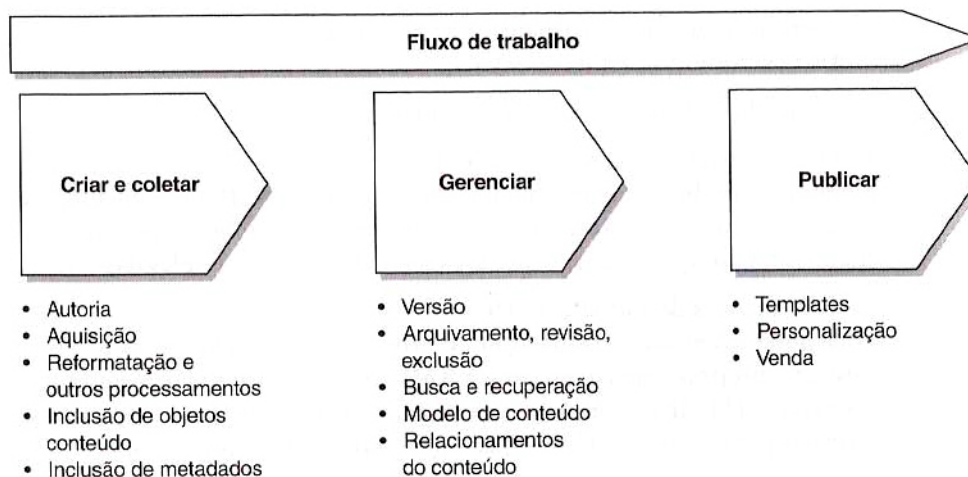 Fluxo de trabalho
Criar e coletar
• Autoria
• Aquisição
• Reformatação e
outros processamentos
• Inclusão de objetos
conteúdo
• Inclusão de metadados
Gerenciar
• Versão
• Arquivamento, revisão,
exclusão
• Busca e recuperação
• Modelo de conteúdo
• Relacionamentos
do conteúdo
Publicar
• Templates
• Personalização
• Venda